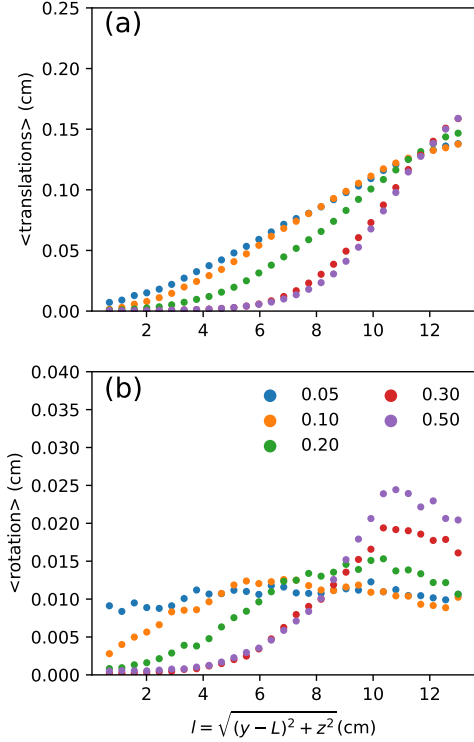 (a)
<translations> (cm)
0.25
0.20
0.15
0.10
0.05
0.00
2 4 6 8 10 12
(b)
<rotation> (cm)
0.040
0.035
0.030
0.025
0.020
0.015
0.010
0.005
0.000
0.05 0.30
0.10 0.50
0.20
2 4 6 8 10 12
l = √(y − L)² + z² (cm)